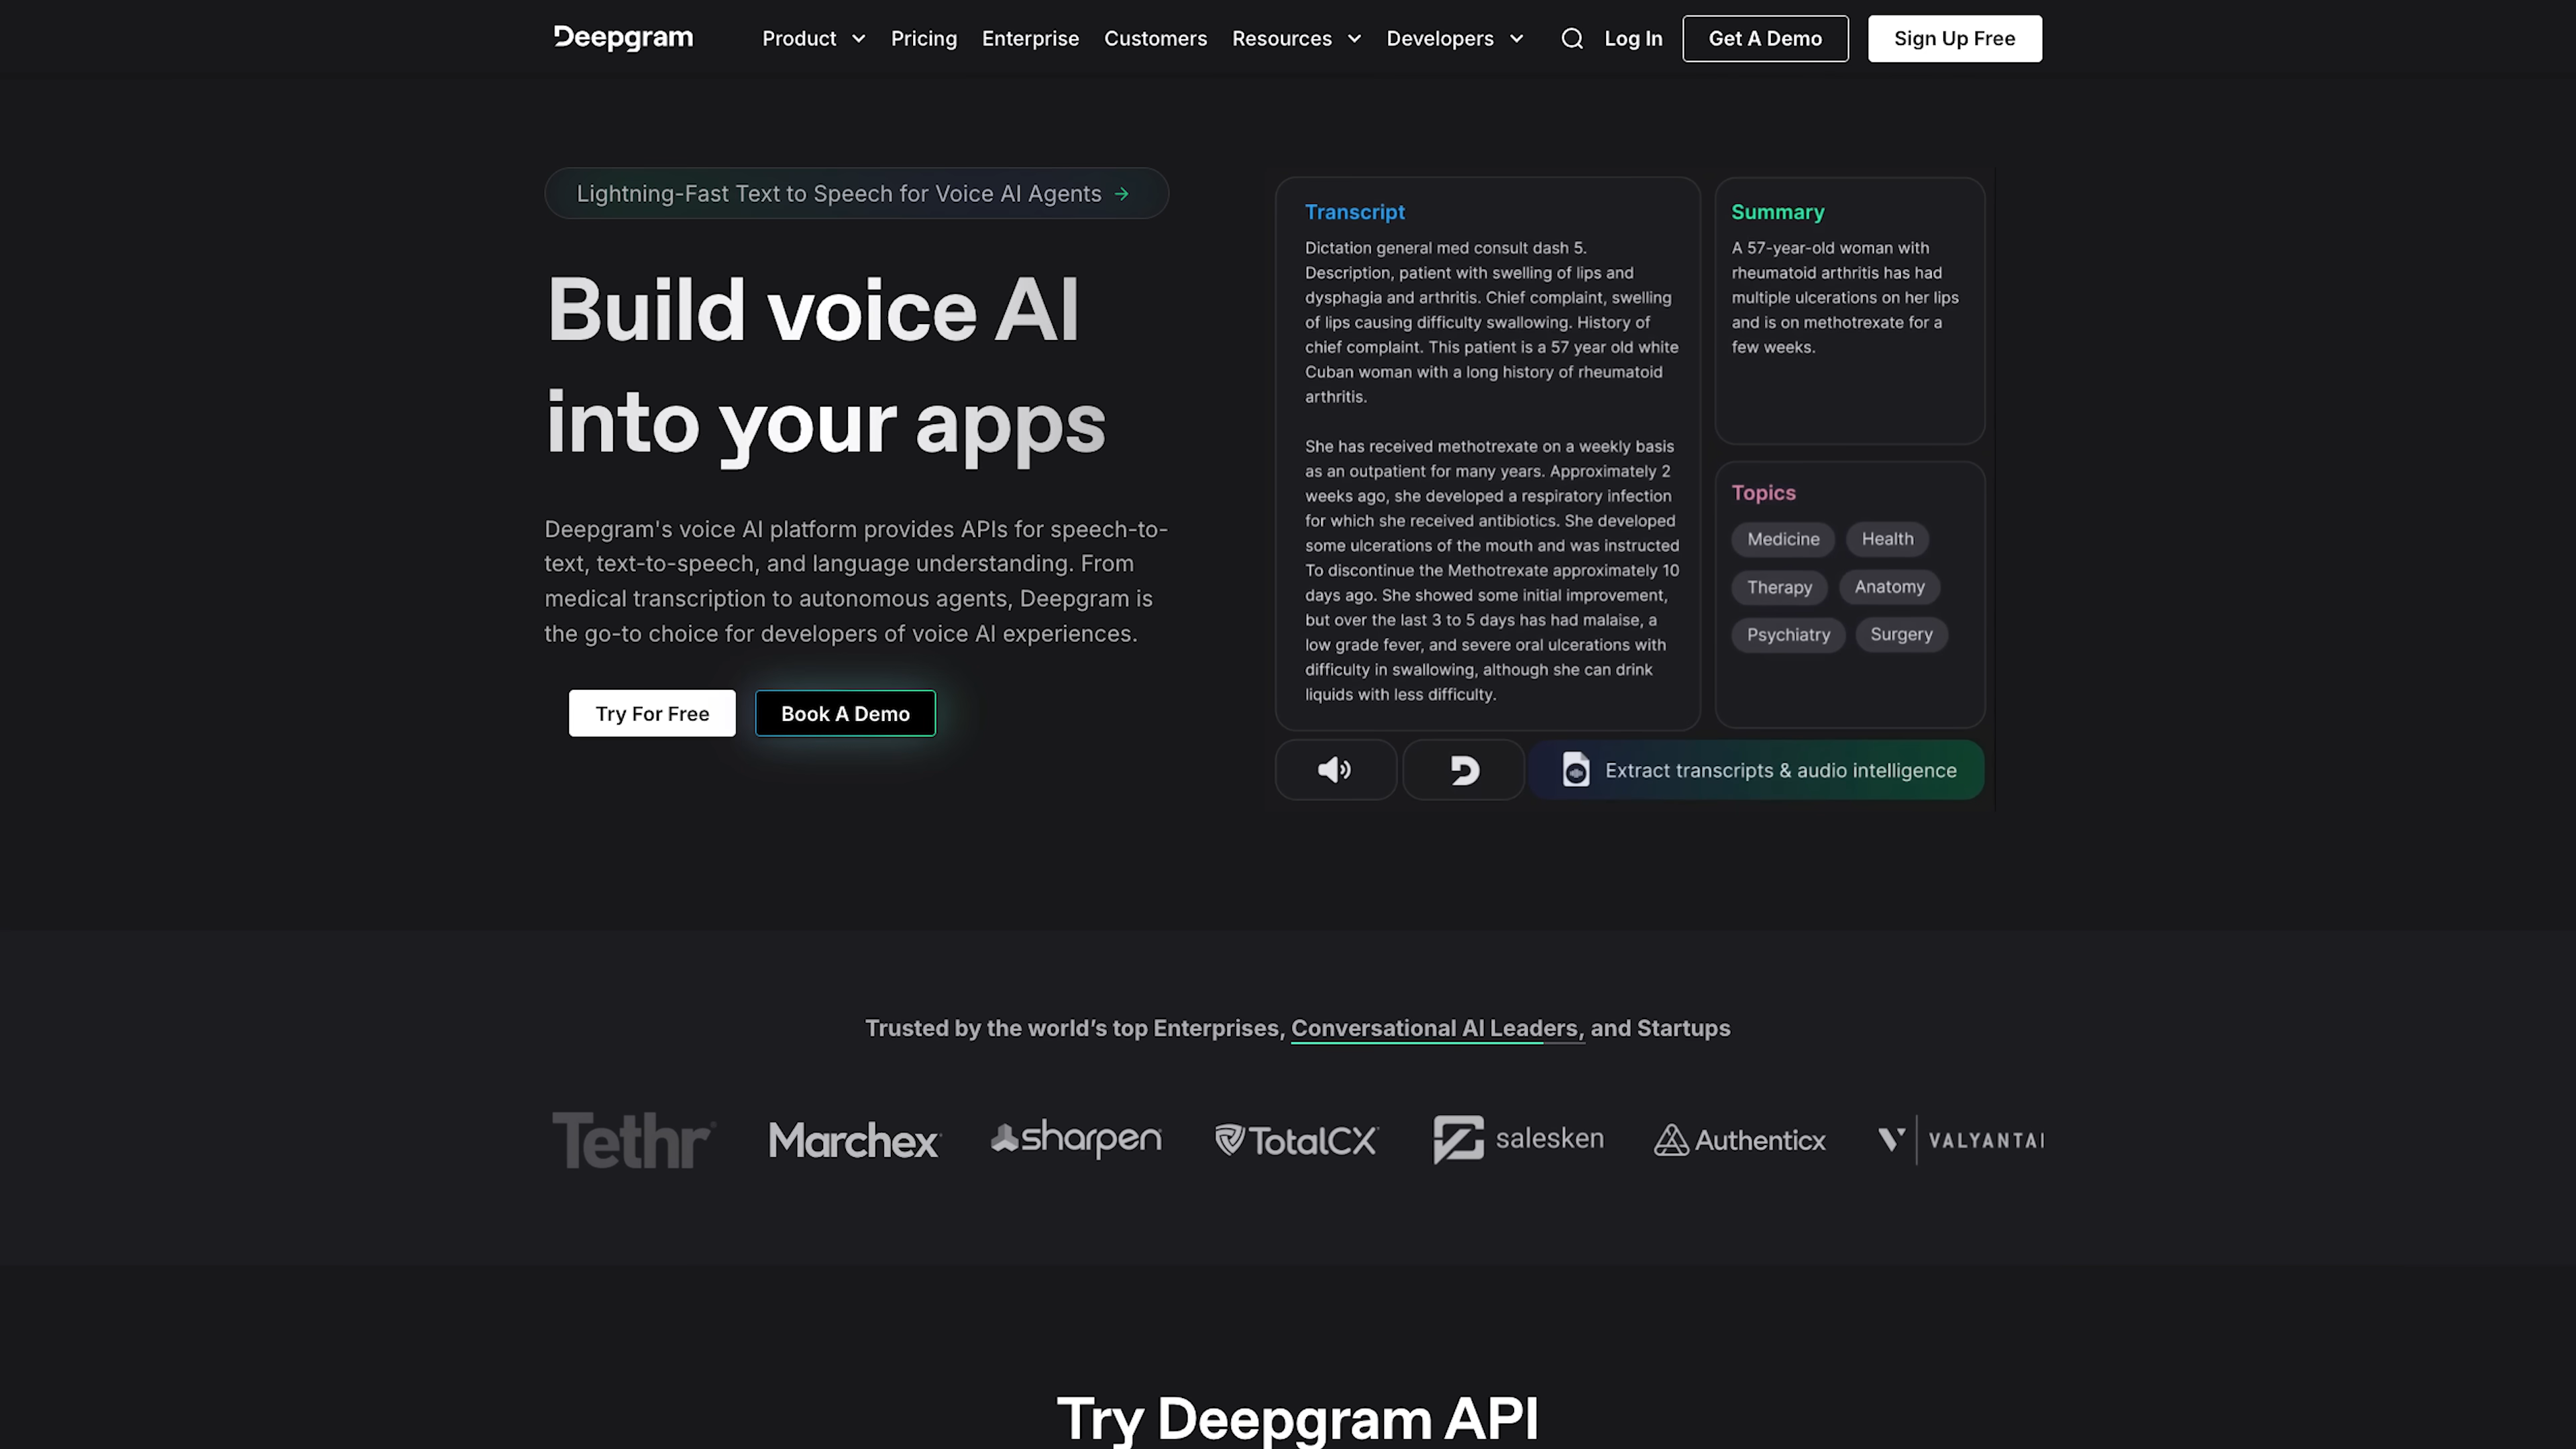 Deepgram
Product
Pricing
Enterprise
Customers
Resources
Developers
Log In
Get A Demo
Sign Up Free
Lightning-Fast Text to Speech for Voice AI Agents →
Build voice AI
into your apps
Deepgram's voice AI platform provides APIs for speech-to-
text, text-to-speech, and language understanding. From
medical transcription to autonomous agents, Deepgram is
the go-to choice for developers of voice AI experiences.
Try For Free
Book A Demo
Transcript
Dictation general med consult dash 5.
Description, patient with swelling of lips and
dysphagia and arthritis. Chief complaint, swelling
of lips causing difficulty swallowing. History of
chief complaint. This patient is a 57 year old white
Cuban woman with a long history of rheumatoid
arthritis.
She has received methotrexate on a weekly basis
as an outpatient for many years. Approximately 2
weeks ago, she developed a respiratory infection
for which she received antibiotics. She developed
some ulcerations of the mouth and was instructed
To discontinue the Methotrexate approximately 10
days ago. She showed some initial improvement,
but over the last 3 to 5 days has had malaise, a
low grade fever, and severe oral ulcerations with
difficulty in swallowing, although she can drink
liquids with less difficulty.
Summary
A 57-year-old woman with
rheumatoid arthritis has had
multiple ulcerations on her lips
and is on methotrexate for a
few weeks.
Topics
Medicine
Health
Therapy
Anatomy
Psychiatry
Surgery
Extract transcripts & audio intelligence
Trusted by the world’s top Enterprises, Conversational AI Leaders, and Startups
Tethr
Marchex
sharpen
TotalCX
salesken
Authenticx
VALYANT AI
Try Deepgram API